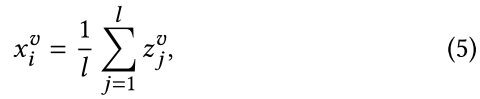 $x_i^v = \frac{1}{l} \sum_{j=1}^{l} z_j^v,$ (5)